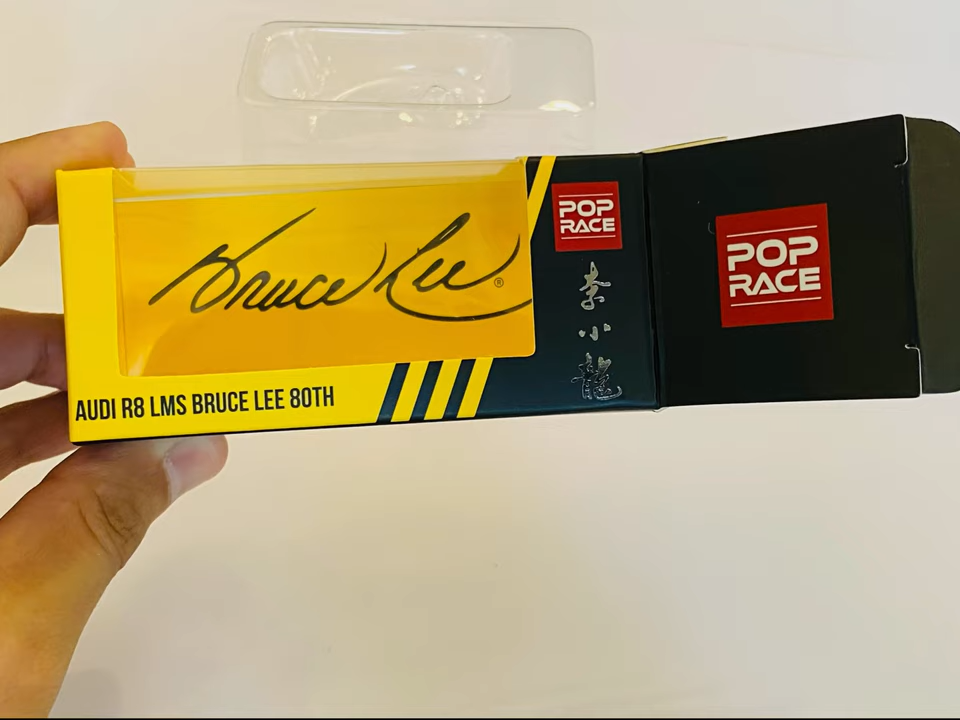 Bruce Lee®
AUDI R8 LMS BRUCE LEE 80TH
POP
RACE
李
小
龍
POP
RACE